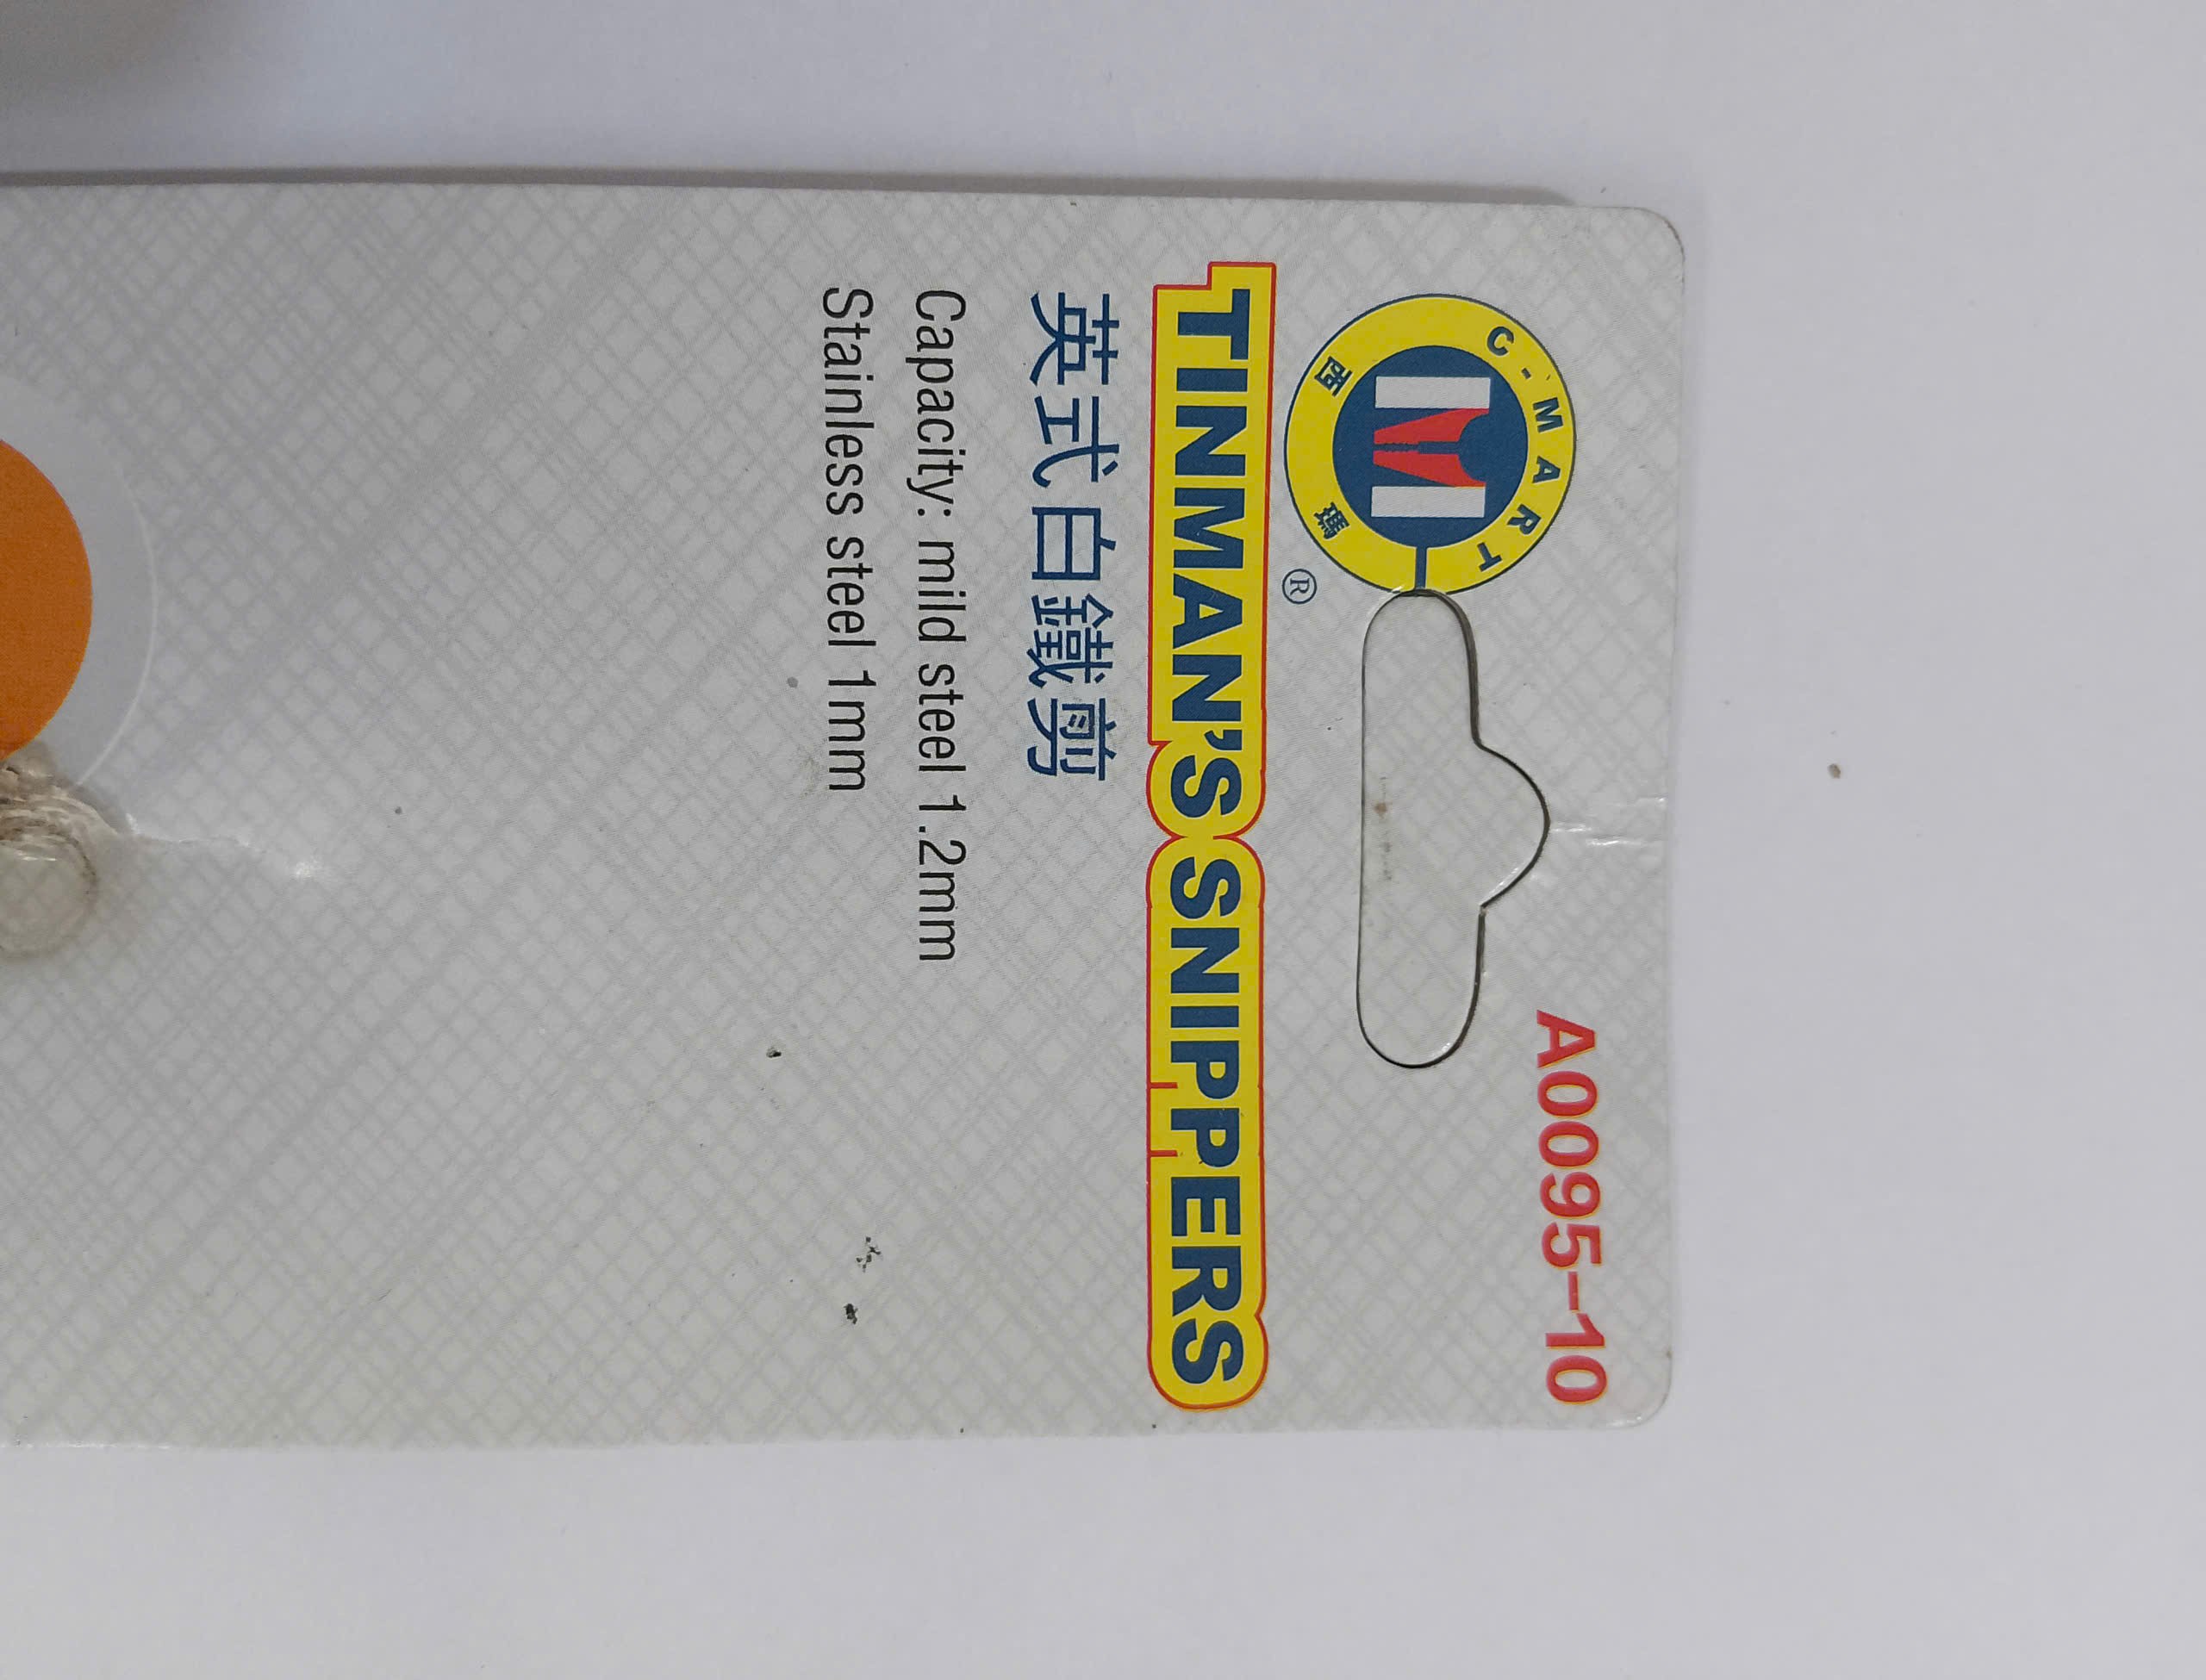 A0095-10
C-MART
西 馬
®
TINMAN'S SNIPPERS
英式白鐵剪
Capacity: mild steel 1.2mm
Stainless steel 1mm